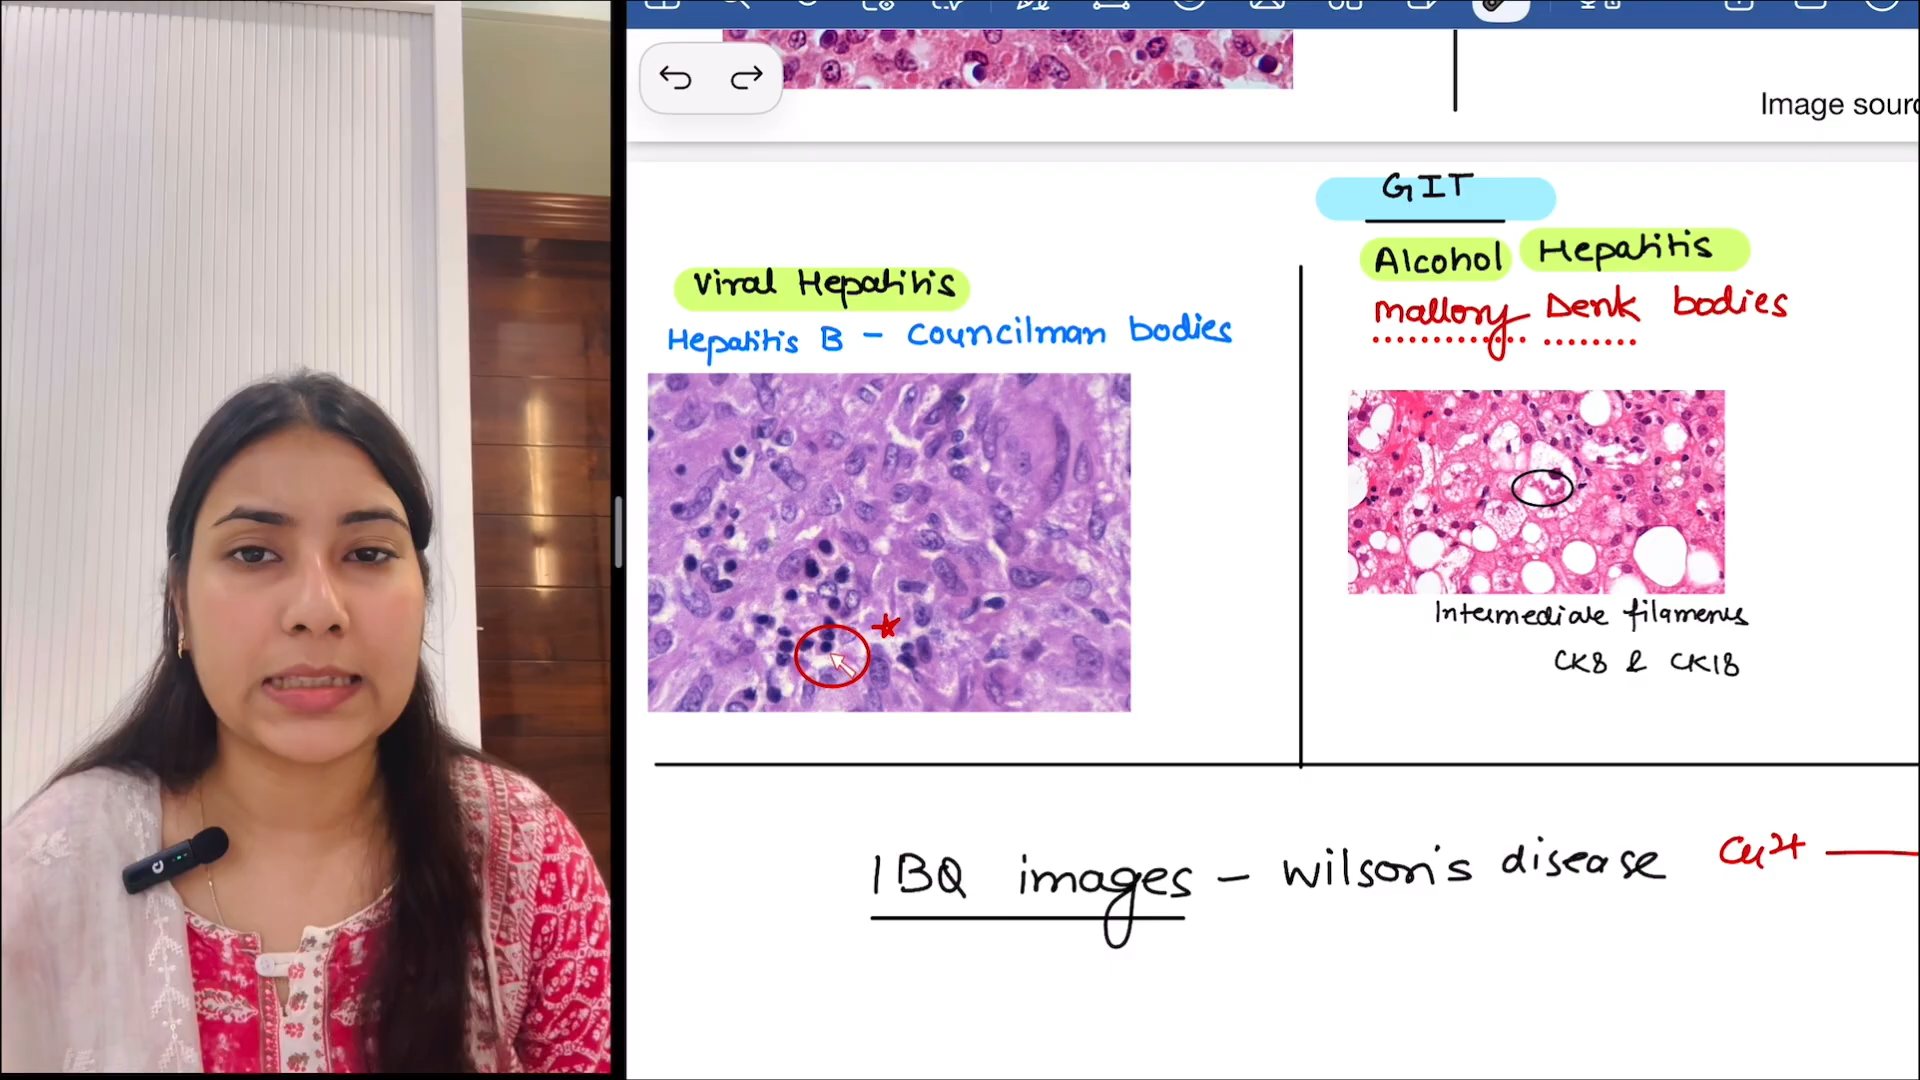 Image sourc
GIT
Viral Hepatitis
Hepatitis B - Councilman bodies
Alcohol Hepatitis
Mallory Denk bodies
Intermediate filaments
CK8 & CK18
IBQ images - Wilson's disease Cu2+